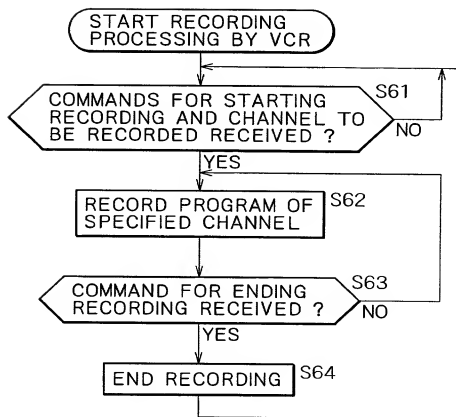 START RECORDING
PROCESSING BY VCR
S61
COMMANDS FOR STARTING
RECORDING AND CHANNEL TO
BE RECORDED RECEIVED ?
NO
YES
S62
RECORD PROGRAM OF
SPECIFIED CHANNEL
S63
COMMAND FOR ENDING
RECORDING RECEIVED ?
NO
YES
S64
END RECORDING